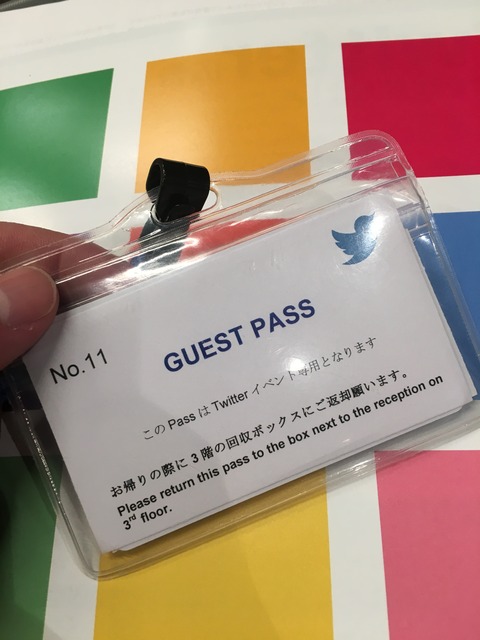 No.11
GUEST PASS
この Pass は Twitter イベント専用となります
お帰りの際に 3 階の回収ボックスにご返却願います。
Please return this pass to the box next to the reception on
3rd floor.